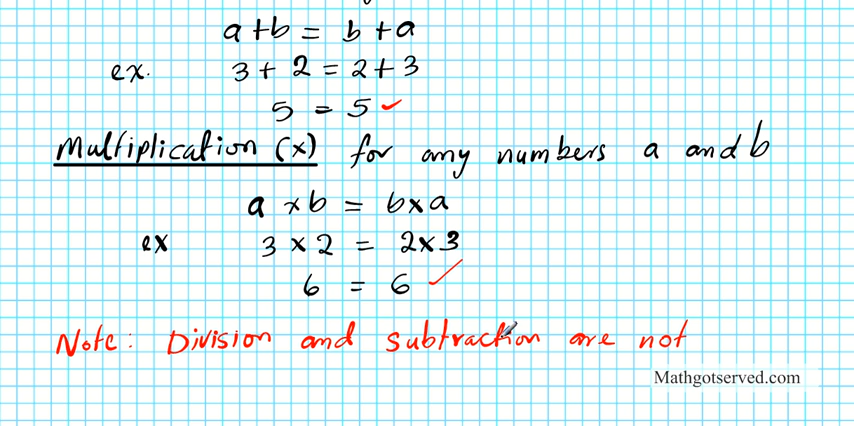 a + b = b + a
ex. 3 + 2 = 2 + 3
5 = 5 ✓
Multiplication (x) for any numbers a and b
a x b = b x a
ex 3 x 2 = 2 x 3
6 = 6 ✓
Note: Division and subtraction are not
Mathgotserved.com